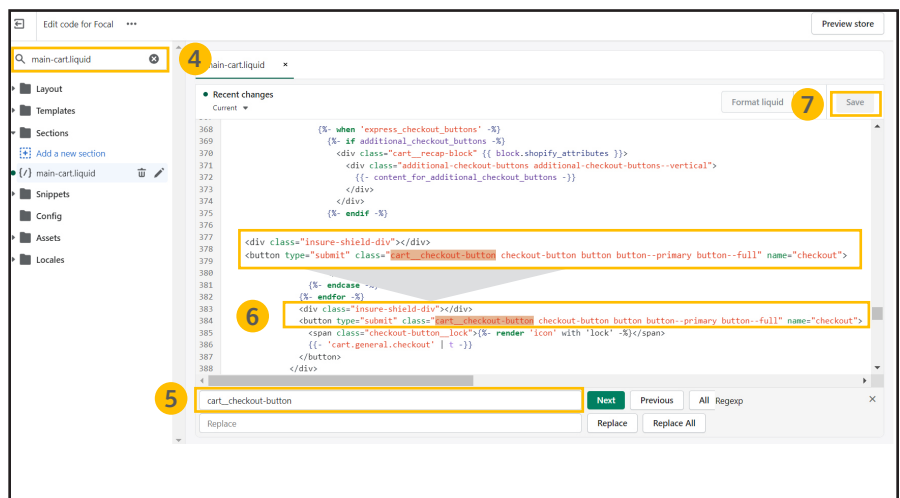 Edit code for Focal •••
Preview store
main-cart.liquid
4
main-cart.liquid ×
Layout
Templates
Sections
Add a new section
{/} main-cart.liquid
Snippets
Config
Assets
Locales
Recent changes
Current
Format liquid
7
Save
368 {%- when 'express_checkout_buttons' -%}
369 {%- if additional_checkout_buttons -%}
370 <div class="cart__recap-block" {{ block.shopify_attributes }}>
371 <div class="additional-checkout-buttons additional-checkout-buttons--vertical">
372 {{- content_for_additional_checkout_buttons -}}
373 </div>
374 </div>
375 {%- endif -%}
376
377 <div class="insure-shield-div"></div>
378
379 <button type="submit" class="cart__checkout-button checkout-button button button--primary button--full" name="checkout">
380
381 {%- endcase -%}
382 {%- endfor -%}
6
383 <div class="insure-shield-div"></div>
384 <button type="submit" class="cart__checkout-button checkout-button button button--primary button--full" name="checkout">
385 <span class="checkout-button__lock">{%- render 'icon' with 'lock' -%}</span>
386 {{- 'cart.general.checkout' | t -}}
387 </button>
388 </div>
5
cart__checkout-button
Next Previous All Regexp ×
Replace
Replace Replace All